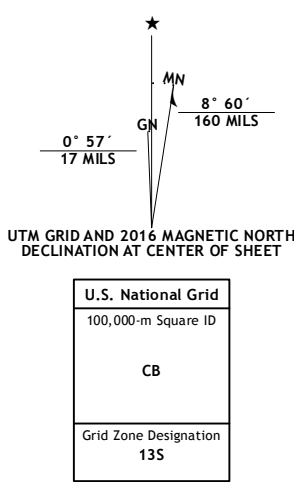 ★
MN
GN
8° 60´
160 MILS
0° 57´
17 MILS
UTM GRID AND 2016 MAGNETIC NORTH
DECLINATION AT CENTER OF SHEET
U.S. National Grid
100,000-m Square ID
CB
Grid Zone Designation
13S